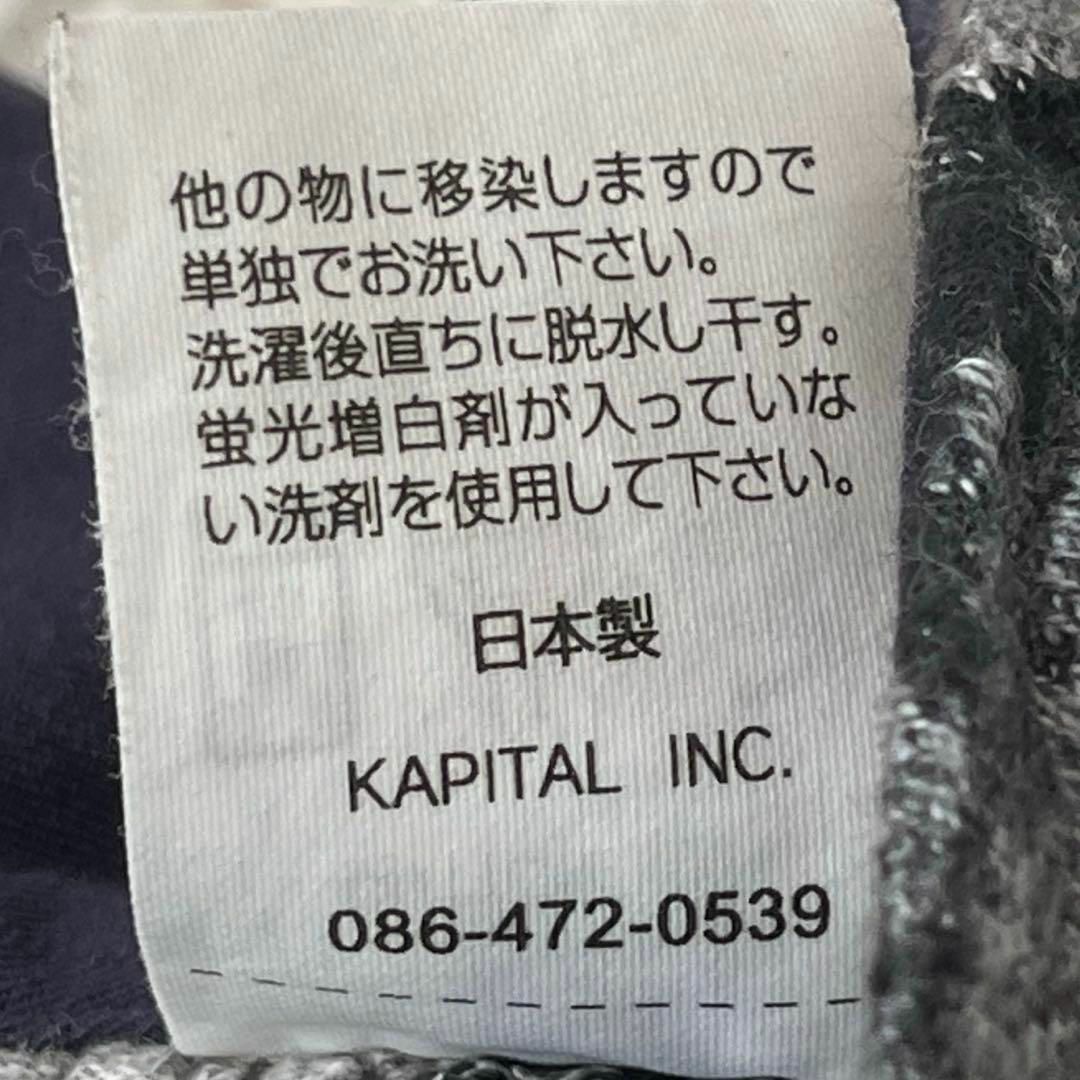 他の物に移染しますので
単独でお洗い下さい。
洗濯後直ちに脱水し干す。
蛍光増白剤が入っていな
い洗剤を使用して下さい。
日本製
KAPITAL INC.
086-472-0539